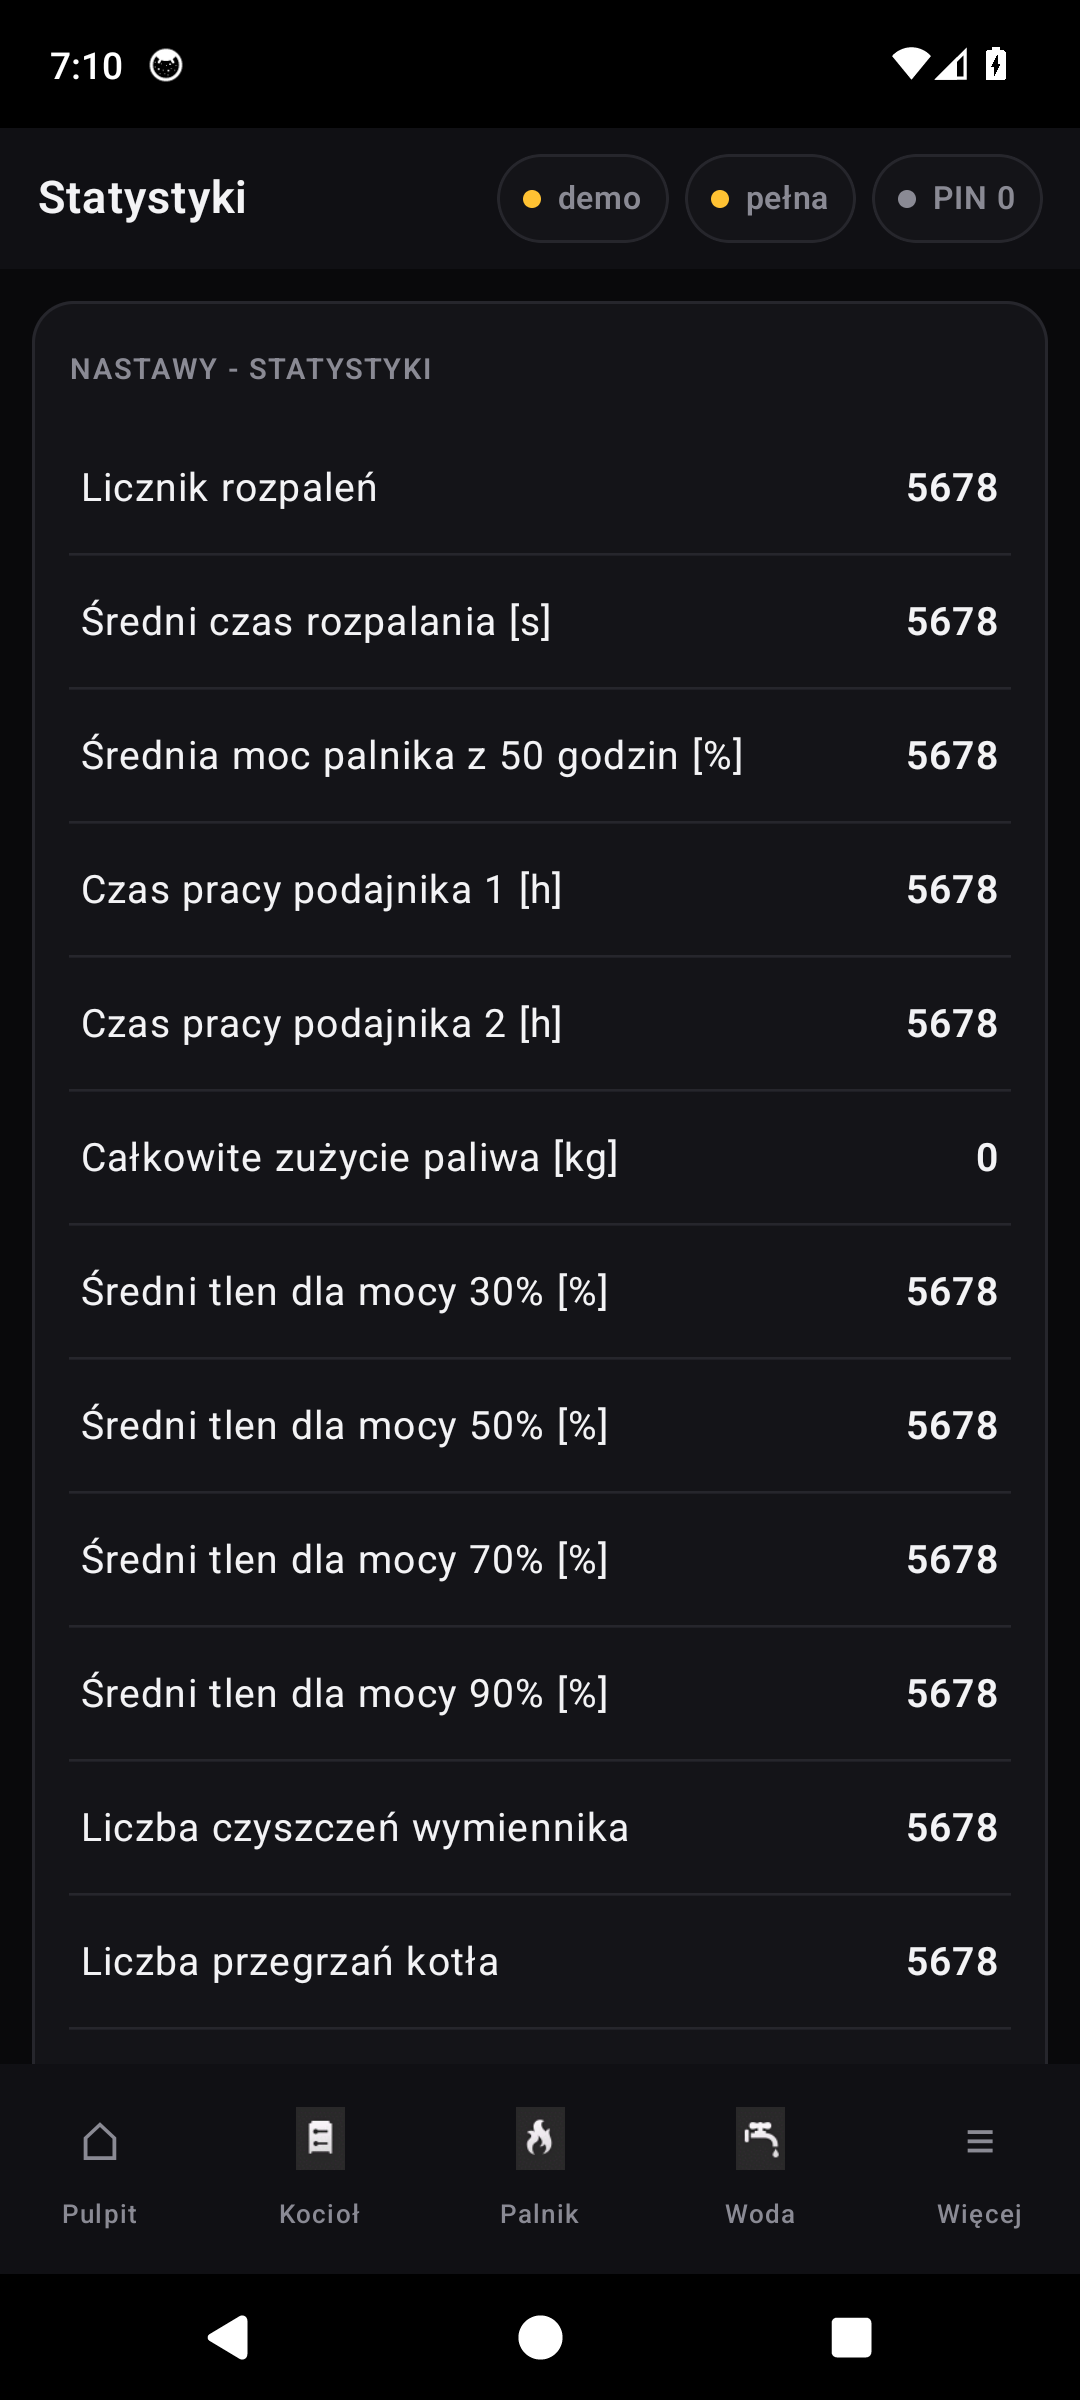 7:10
Statystyki
demo
pełna
PIN 0
NASTAWY - STATYSTYKI
Licznik rozpaleń 5678
Średni czas rozpalania [s] 5678
Średnia moc palnika z 50 godzin [%] 5678
Czas pracy podajnika 1 [h] 5678
Czas pracy podajnika 2 [h] 5678
Całkowite zużycie paliwa [kg] 0
Średni tlen dla mocy 30% [%] 5678
Średni tlen dla mocy 50% [%] 5678
Średni tlen dla mocy 70% [%] 5678
Średni tlen dla mocy 90% [%] 5678
Liczba czyszczeń wymiennika 5678
Liczba przegrzań kotła 5678
Pulpit
Kocioł
Palnik
Woda
Więcej